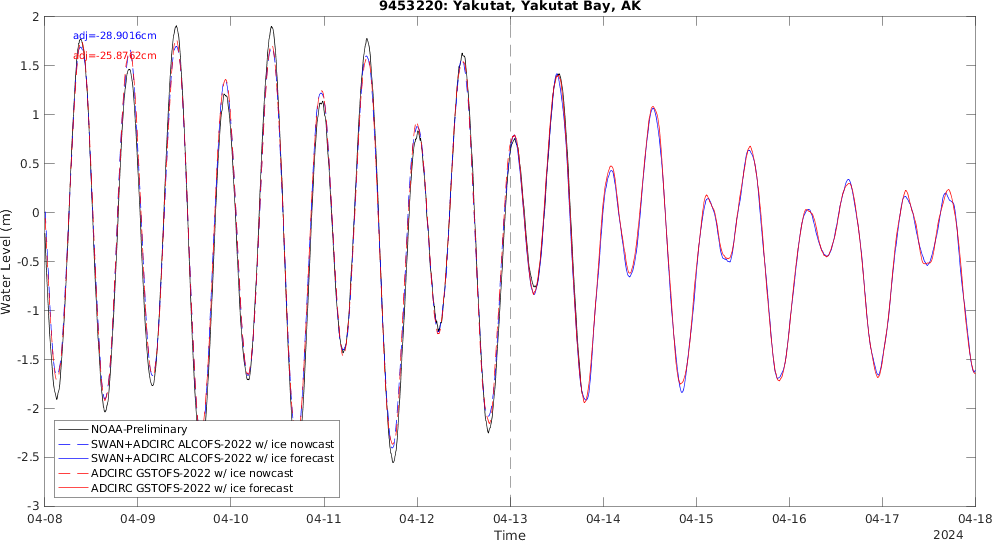 9453220: Yakutat, Yakutat Bay, AK
adj=-28.9016cm
adj=-25.8762cm
Water Level (m)
2
1.5
1
0.5
0
-0.5
-1
-1.5
-2
-2.5
-3
NOAA-Preliminary
SWAN+ADCIRC ALCOFS-2022 w/ ice nowcast
SWAN+ADCIRC ALCOFS-2022 w/ ice forecast
ADCIRC GSTOFS-2022 w/ ice nowcast
ADCIRC GSTOFS-2022 w/ ice forecast
04-08 04-09 04-10 04-11 04-12 04-13 04-14 04-15 04-16 04-17 04-18
Time
2024